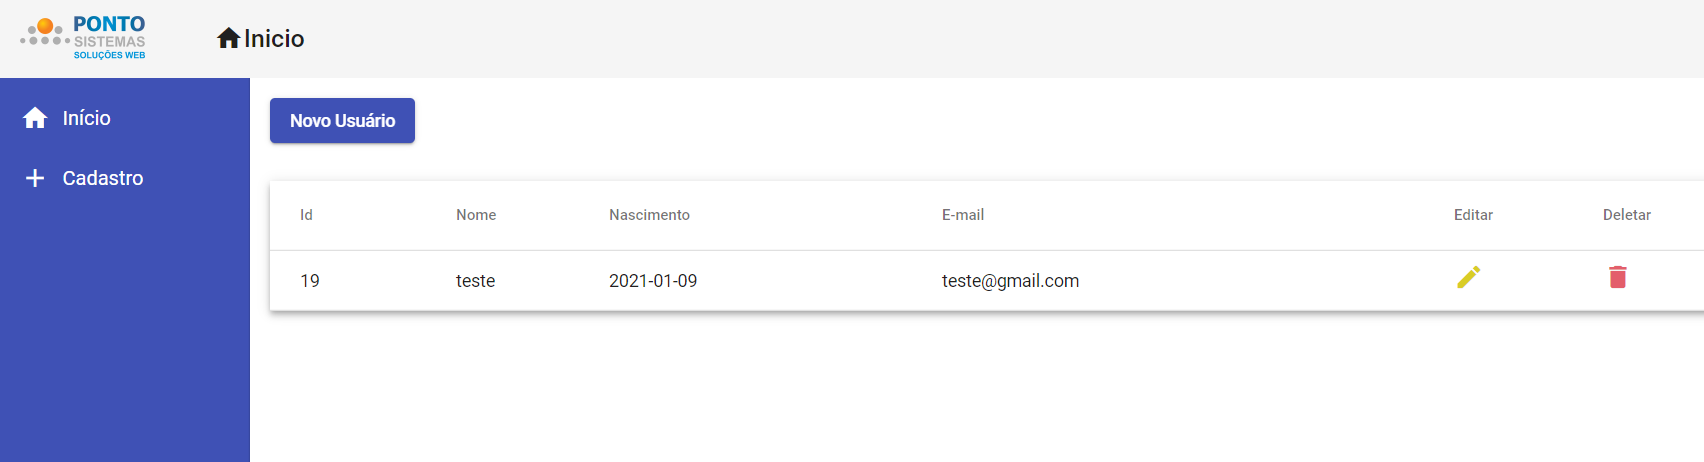 PONTO
SISTEMAS
SOLUÇÕES WEB
Inicio
Início
Cadastro
Novo Usuário
Id Nome Nascimento E-mail Editar Deletar
19 teste 2021-01-09 teste@gmail.com